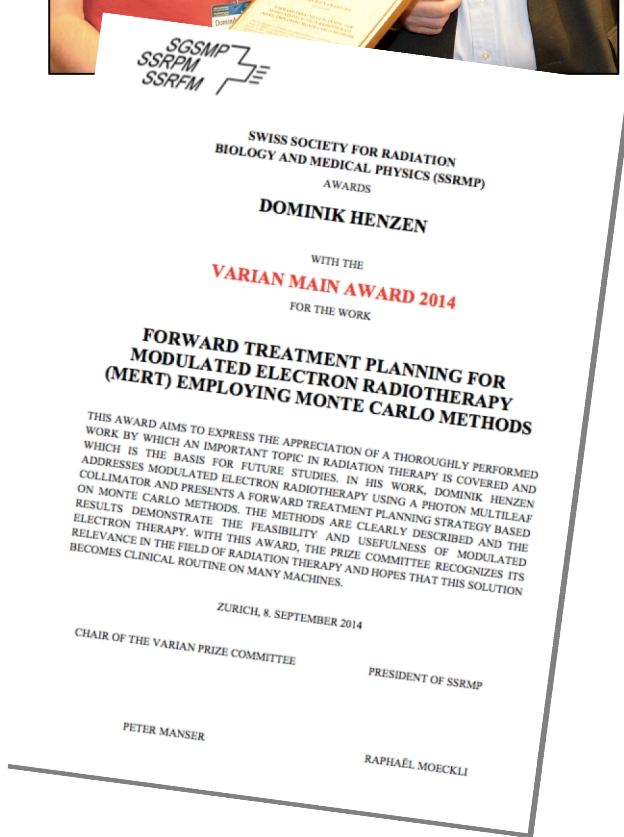 Domini
SGSMP
SSRPM
SSRFM
SWISS SOCIETY FOR RADIATION
BIOLOGY AND MEDICAL PHYSICS (SSRMP)
AWARDS
DOMINIK HENZEN
WITH THE
VARIAN MAIN AWARD 2014
FOR THE WORK
FORWARD TREATMENT PLANNING FOR
MODULATED ELECTRON RADIOTHERAPY
(MERT) EMPLOYING MONTE CARLO METHODS
THIS AWARD AIMS TO EXPRESS THE APPRECIATION OF A THOROUGHLY PERFORMED
WORK BY WHICH AN IMPORTANT TOPIC IN RADIATION THERAPY IS COVERED AND
WHICH IS THE BASIS FOR FUTURE STUDIES. IN HIS WORK, DOMINIK HENZEN
ADDRESSES MODULATED ELECTRON RADIOTHERAPY USING A PHOTON MULTILEAF
COLLIMATOR AND PRESENTS A FORWARD TREATMENT PLANNING STRATEGY BASED
ON MONTE CARLO METHODS. THE METHODS ARE CLEARLY DESCRIBED AND THE
RESULTS DEMONSTRATE THE FEASIBILITY AND USEFULNESS OF MODULATED
ELECTRON THERAPY. WITH THIS AWARD, THE PRIZE COMMITTEE RECOGNIZES ITS
RELEVANCE IN THE FIELD OF RADIATION THERAPY AND HOPES THAT THIS SOLUTION
BECOMES CLINICAL ROUTINE ON MANY MACHINES.
ZURICH, 8. SEPTEMBER 2014
CHAIR OF THE VARIAN PRIZE COMMITTEE
PRESIDENT OF SSRMP
PETER MANSER
RAPHAËL MOECKLI